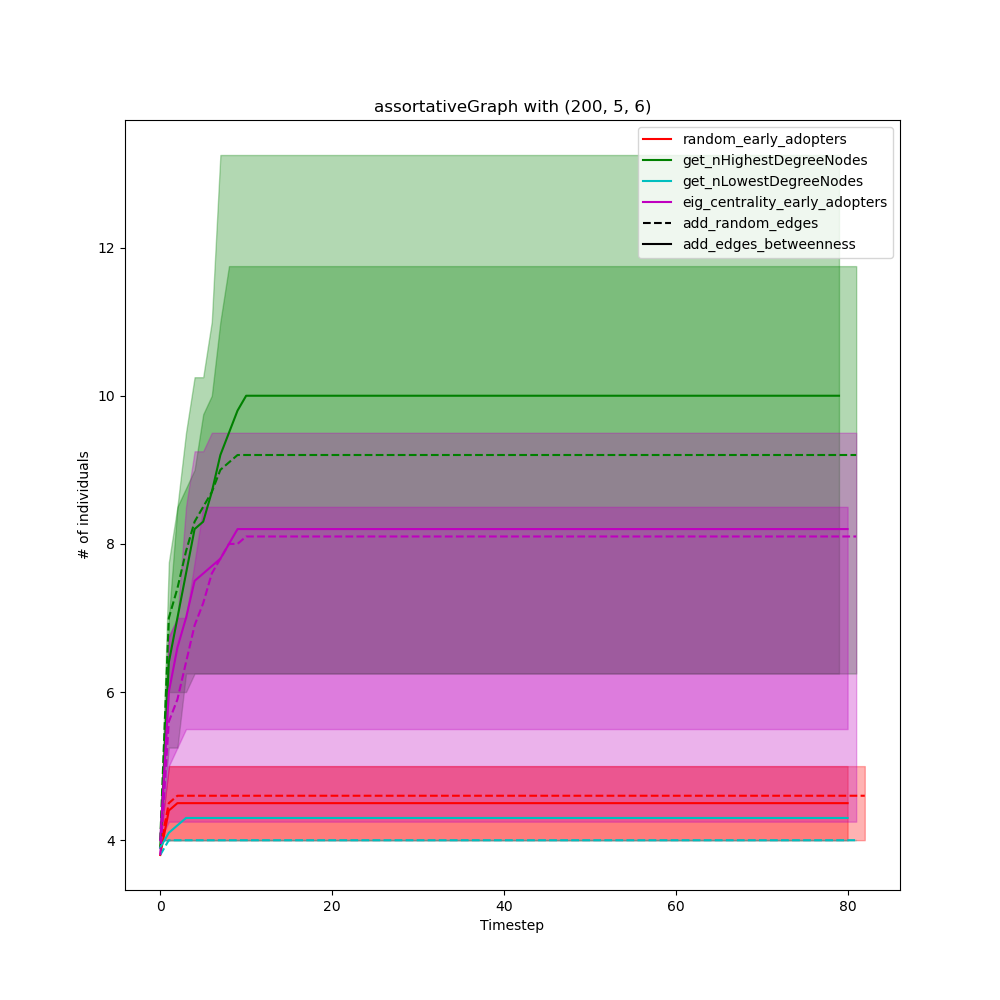 assortativeGraph with (200, 5, 6)
random_early_adopters
get_nHighestDegreeNodes
get_nLowestDegreeNodes
eig_centrality_early_adopters
add_random_edges
add_edges_betweenness
12
10
8
6
4
# of individuals
0 20 40 60 80
Timestep